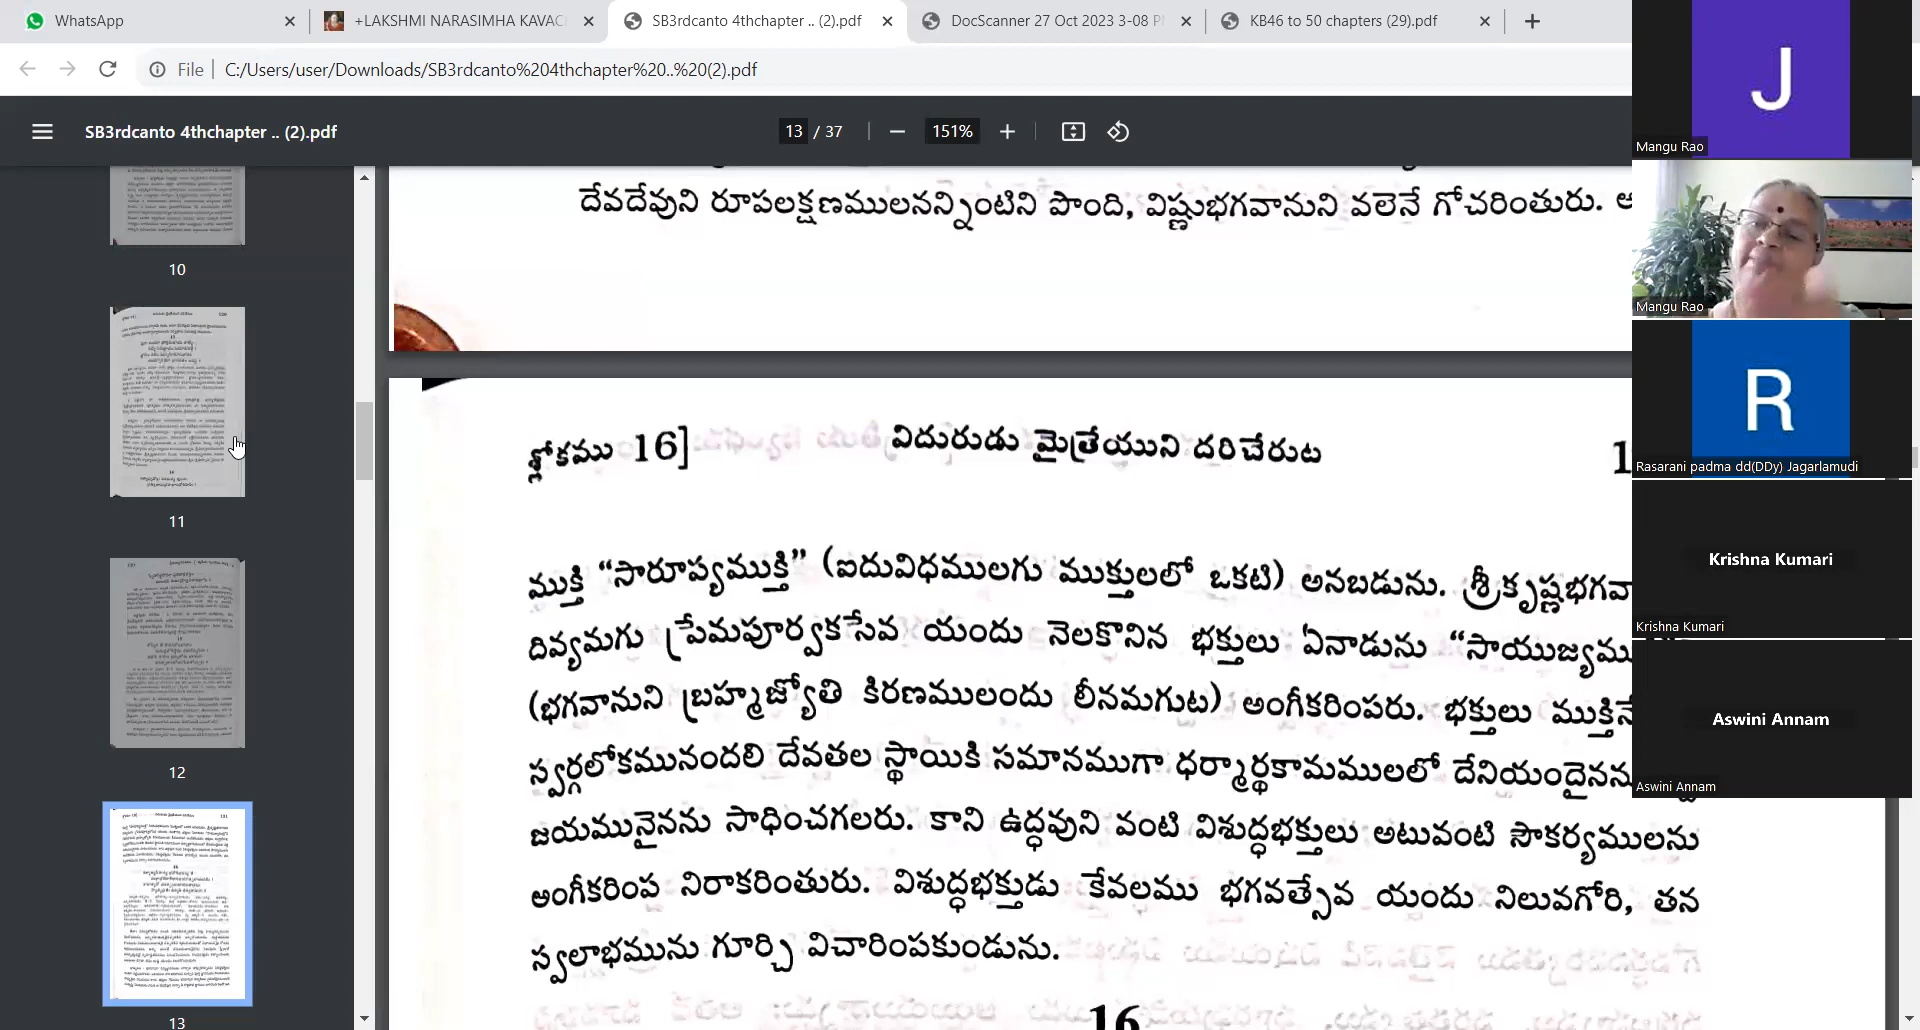 WhatsApp
+LAKSHMI NARASIMHA KAVAC
SB3rdcanto 4thchapter .. (2).pdf
DocScanner 27 Oct 2023 3-08 P
KB46 to 50 chapters (29).pdf
File
C:/Users/user/Downloads/SB3rdcanto%204thchapter%20..%20(2).pdf
SB3rdcanto 4thchapter .. (2).pdf
13 / 37
151%
10
11
12
13
దేవదేవుని రూపలక్షణములనన్నింటిని పొంది, విష్ణుభగవానుని వలెనే గోచరింతురు.
శ్లోకము 16]
విదురుడు మైత్రేయుని దరిచేరుట
ముక్తి “సారూప్యముక్తి” (ఐదువిధములగు ముక్తులలో ఒకటి) అనబడును. శ్రీకృష్ణభగవా
దివ్యమగు ప్రేమపూర్వకసేవ యందు నెలకొనిన భక్తులు ఏనాడును “సాయుజ్యము
(భగవానుని బ్రహ్మజ్యోతి కిరణములందు లీనమగుట) అంగీకరింపరు. భక్తులు ముక్తినే
స్వర్గలోకమునందలి దేవతల స్థాయికి సమానముగా ధర్మార్థకామములలో దేనియందైనను
జయమునైనను సాధించగలరు. కాని ఉద్ధవుని వంటి విశుద్ధభక్తులు అటువంటి సౌకర్యములను
అంగీకరింప నిరాకరింతురు. విశుద్ధభక్తుడు కేవలము భగవత్సేవ యందు నిలువగోరి, తన
స్వలాభమును గూర్చి విచారింపకుండును.
16
J
Mangu Rao
Mangu Rao
R
Rasarani padma dd(DDy) Jagarlamudi
Krishna Kumari
Krishna Kumari
Aswini Annam
Aswini Annam